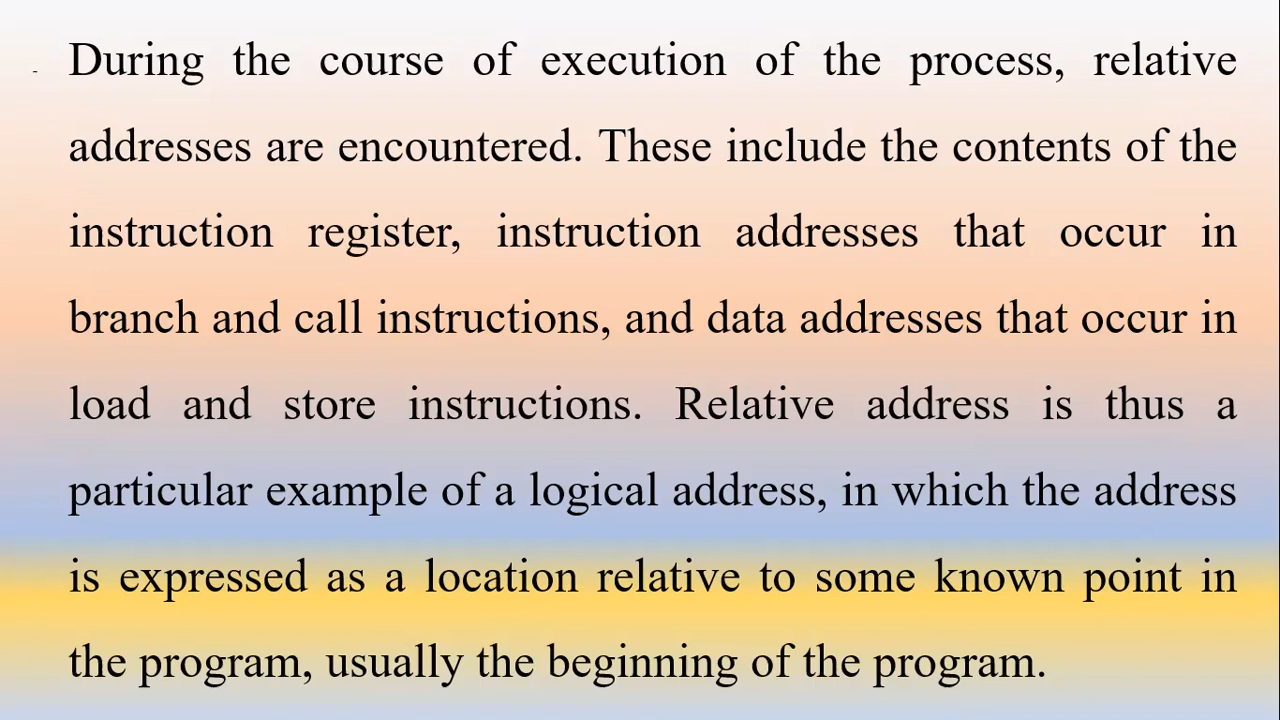 During the course of execution of the process, relative
addresses are encountered. These include the contents of the
instruction register, instruction addresses that occur in
branch and call instructions, and data addresses that occur in
load and store instructions. Relative address is thus a
particular example of a logical address, in which the address
is expressed as a location relative to some known point in
the program, usually the beginning of the program.